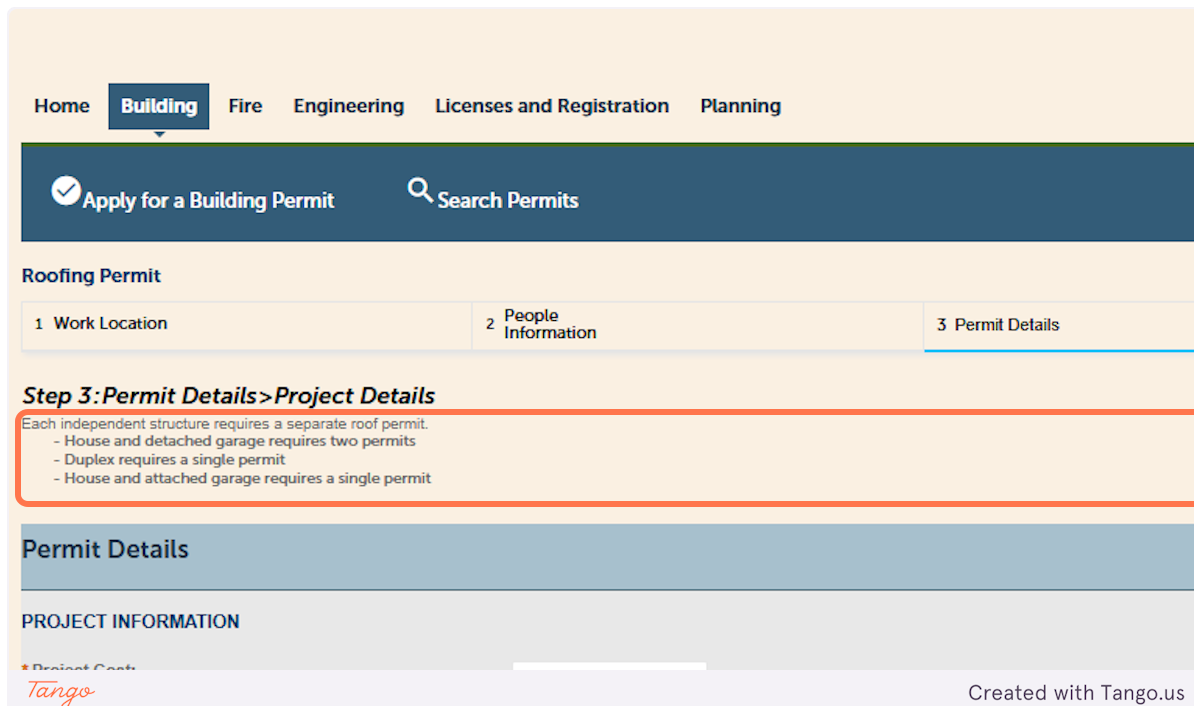 Home Building Fire Engineering Licenses and Registration Planning
Apply for a Building Permit Search Permits
Roofing Permit
1 Work Location 2 People Information 3 Permit Details
Step 3:Permit Details>Project Details
Each independent structure requires a separate roof permit.
- House and detached garage requires two permits
- Duplex requires a single permit
- House and attached garage requires a single permit
Permit Details
PROJECT INFORMATION
* Project Cost:
Tango Created with Tango.us